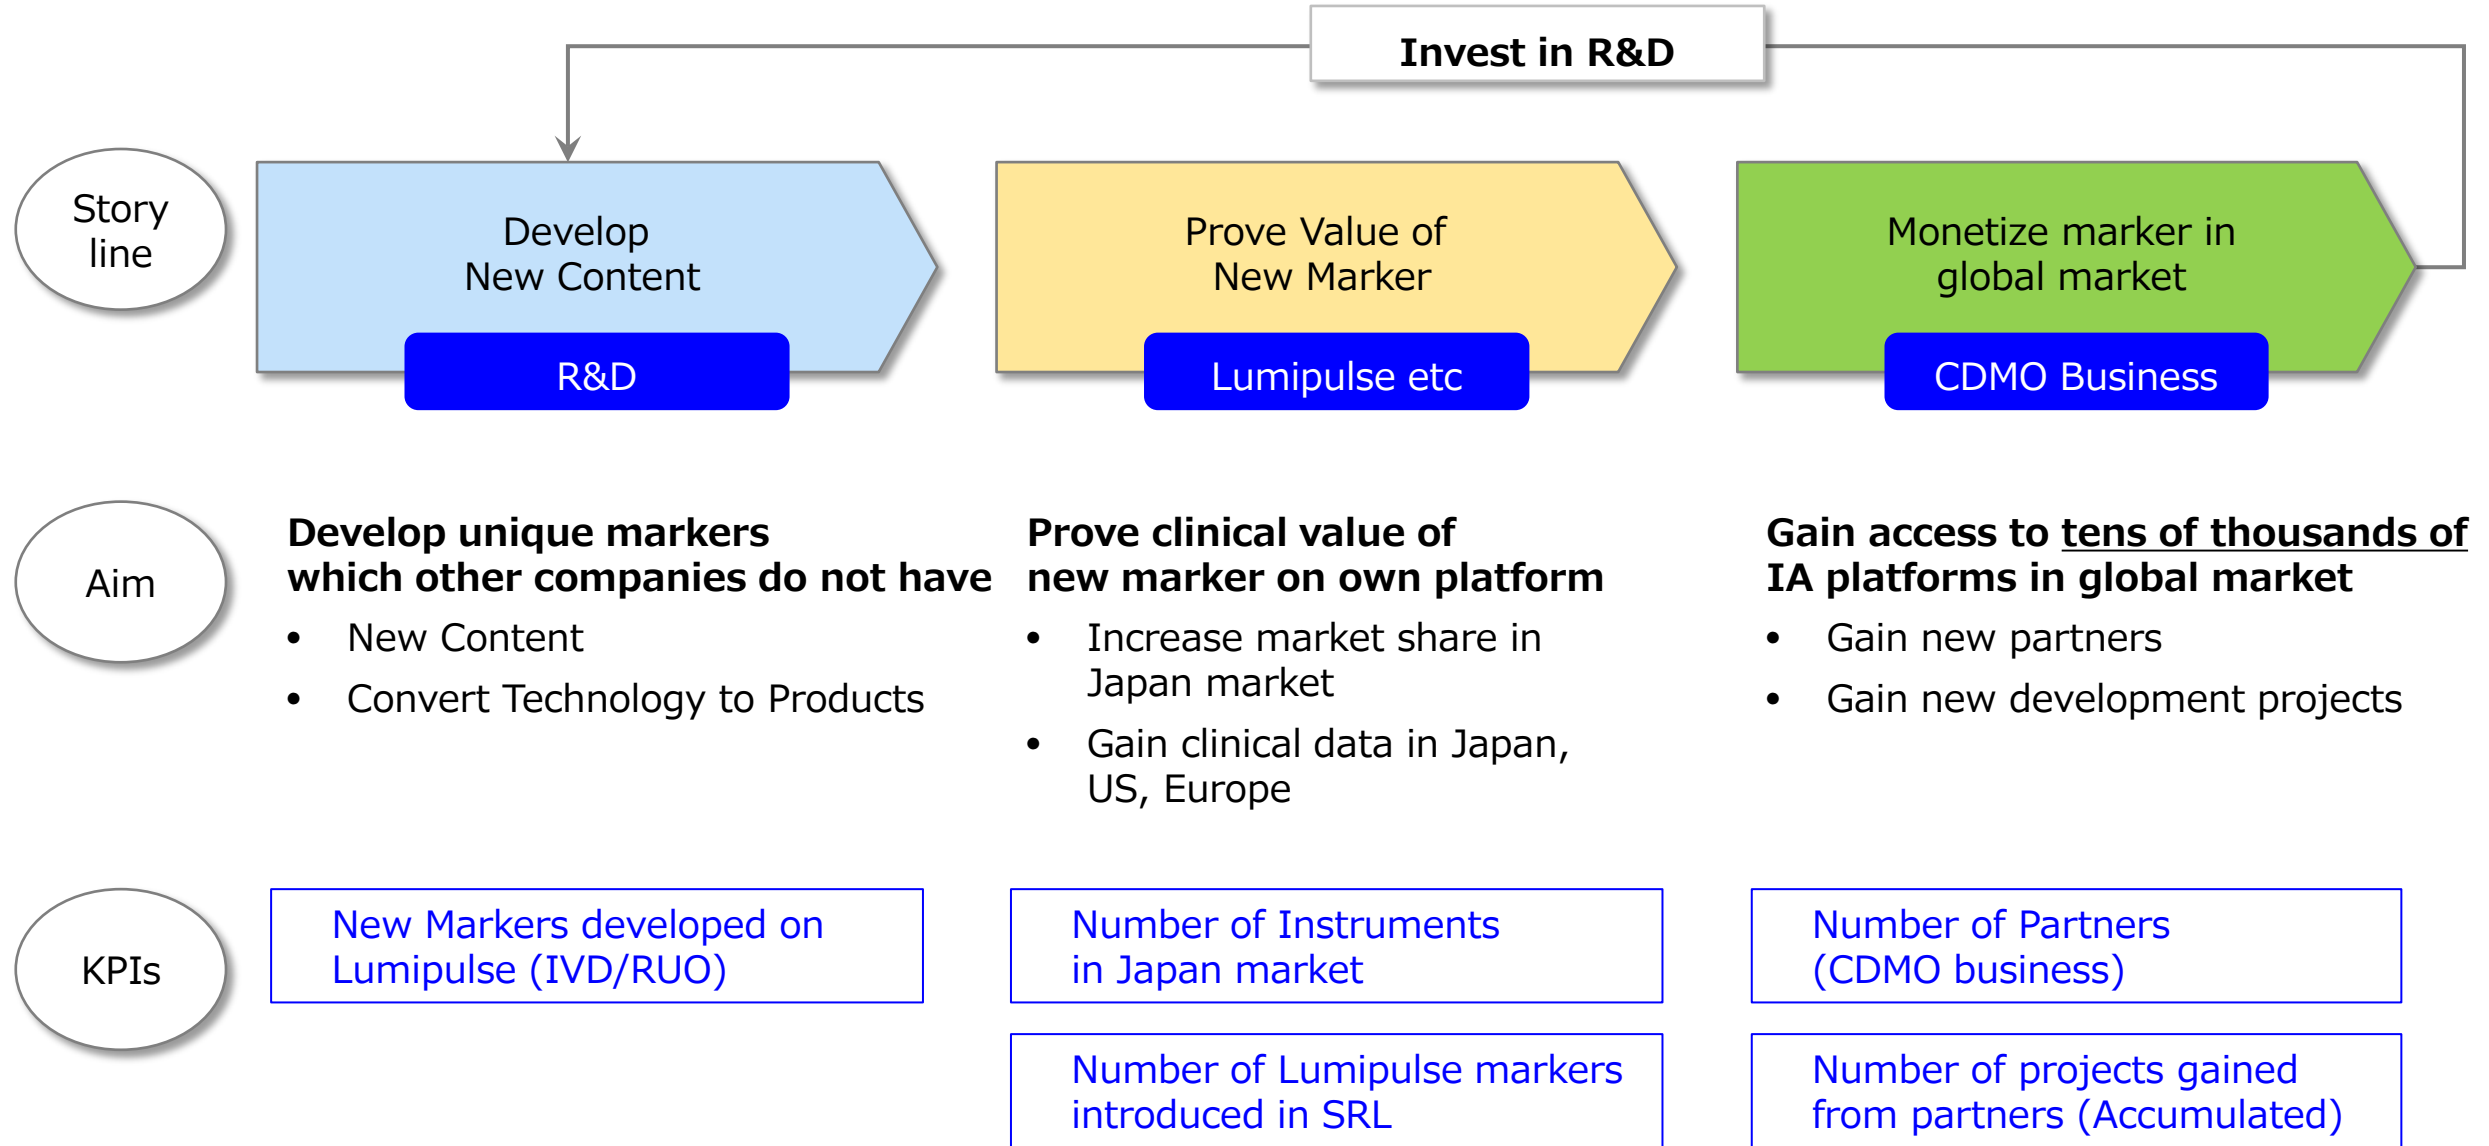 Invest in R&D
Story
line
Develop
New Content
R&D
Prove Value of
New Marker
Lumipulse etc
Monetize marker in
global market
CDMO Business
Aim
Develop unique markers
which other companies do not have
• New Content
• Convert Technology to Products
Prove clinical value of
new marker on own platform
• Increase market share in
Japan market
• Gain clinical data in Japan,
US, Europe
Gain access to tens of thousands of
IA platforms in global market
• Gain new partners
• Gain new development projects
KPIs
New Markers developed on
Lumipulse (IVD/RUO)
Number of Instruments
in Japan market
Number of Lumipulse markers
introduced in SRL
Number of Partners
(CDMO business)
Number of projects gained
from partners (Accumulated)